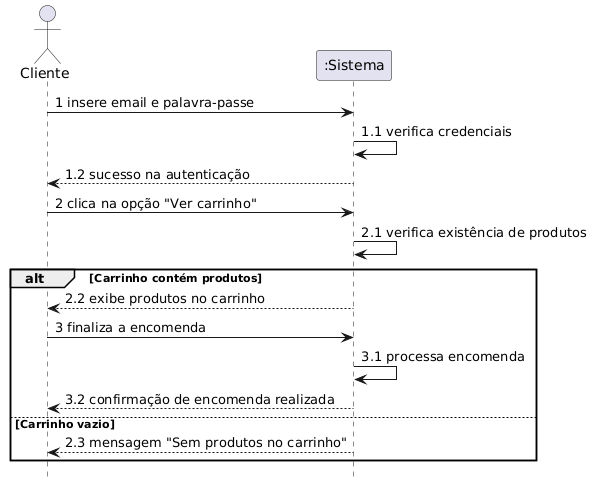 Cliente
:Sistema
1 insere email e palavra-passe
1.1 verifica credenciais
1.2 sucesso na autenticação
2 clica na opção "Ver carrinho"
2.1 verifica existência de produtos
alt [Carrinho contém produtos]
2.2 exibe produtos no carrinho
3 finaliza a encomenda
3.1 processa encomenda
3.2 confirmação de encomenda realizada
[Carrinho vazio]
2.3 mensagem "Sem produtos no carrinho"